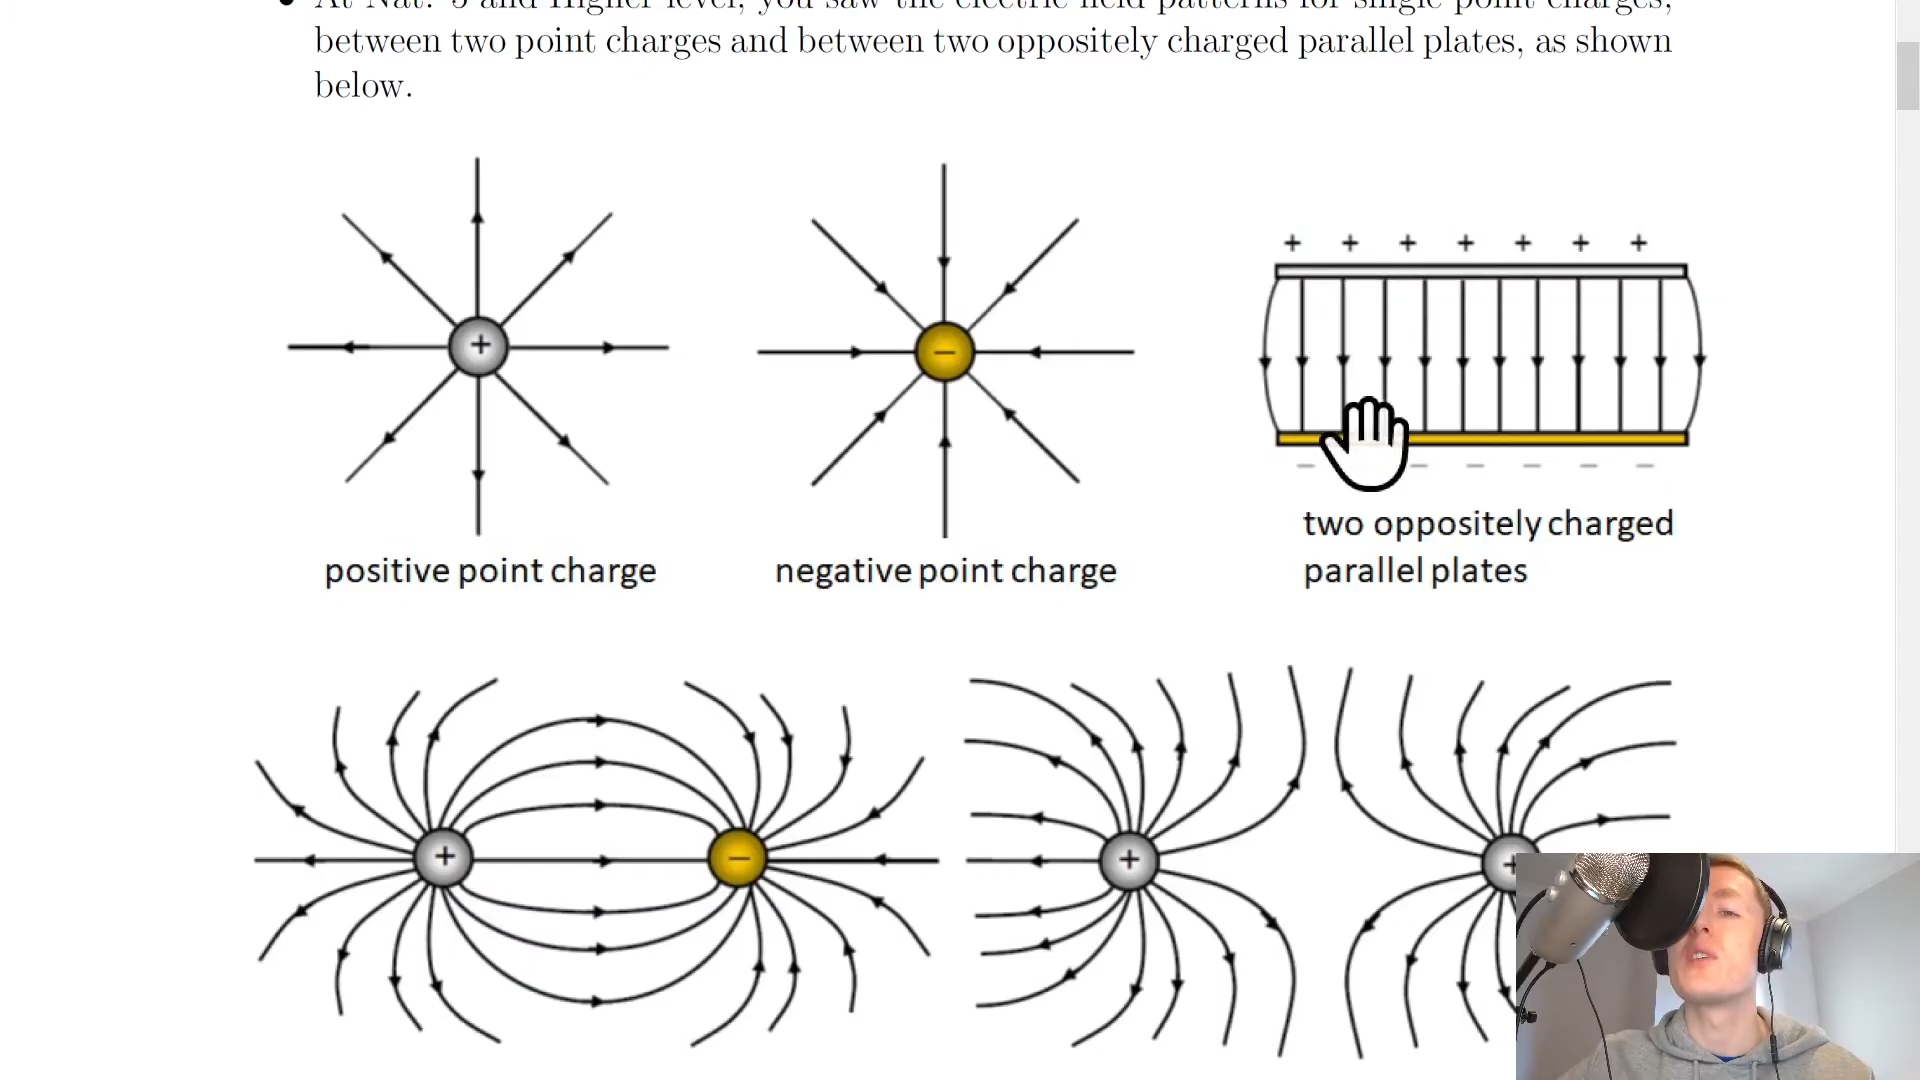 At Nat. 5 and Higher level, you saw the electric field patterns for single point charges,
between two point charges and between two oppositely charged parallel plates, as shown
below.
+ + + + + + +
+
−
− − − − − −
two oppositely charged
parallel plates
positive point charge
negative point charge
+
−
+
+